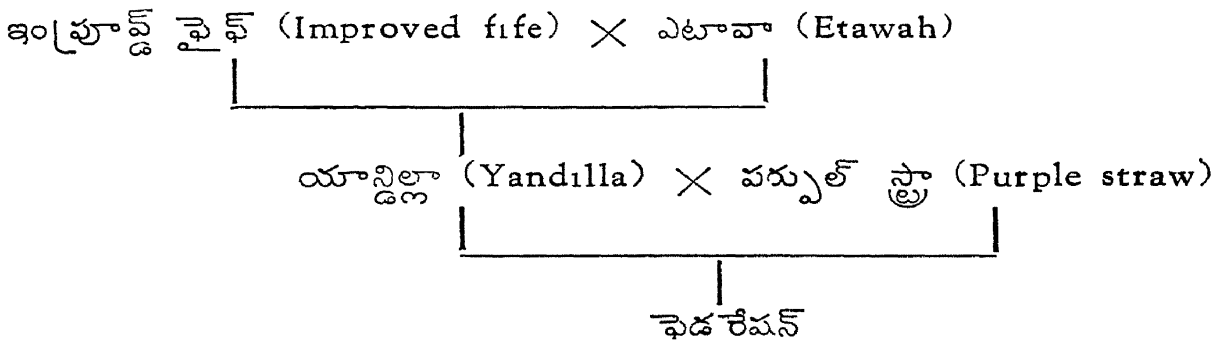 ఇంప్రూవ్డ్ ఫైఫ్ (Improved fife) × ఎటావా (Etawah)
యాన్డిల్లా (Yandilla) × పర్పుల్ స్ట్రా (Purple straw)
ఫెడరేషన్